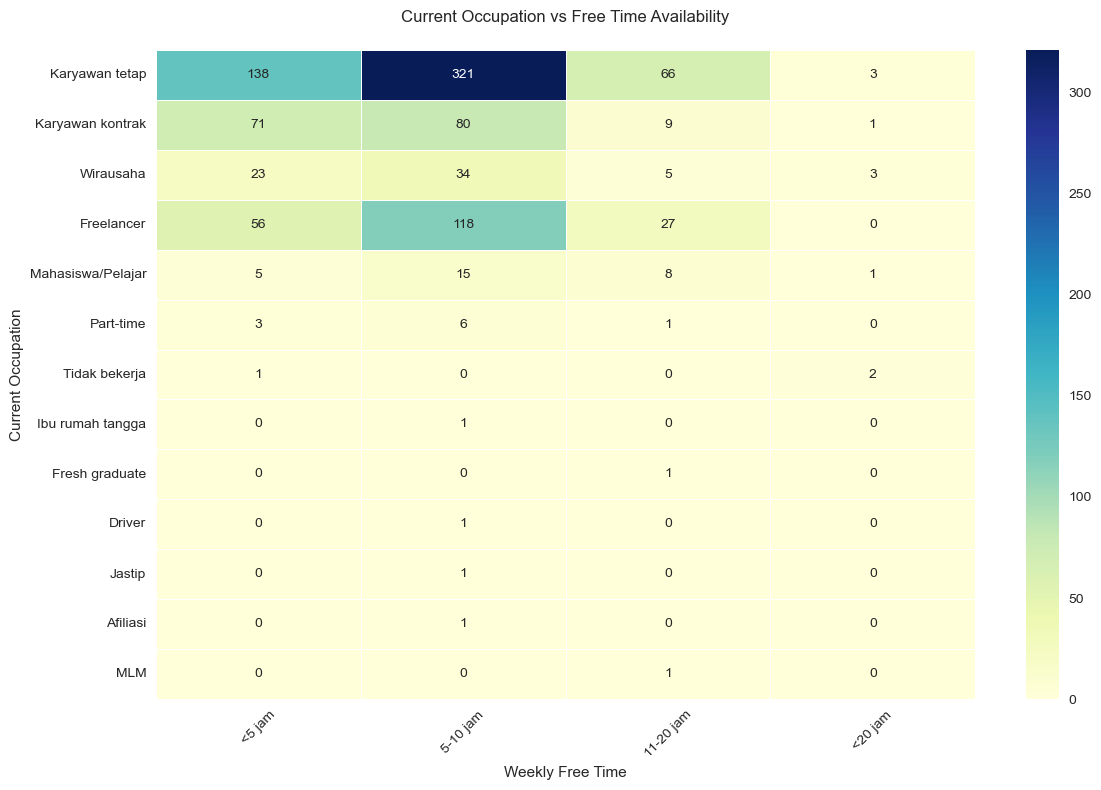 Current Occupation vs Free Time Availability
Karyawan tetap 138 321 66 3
Karyawan kontrak 71 80 9 1
Wirausaha 23 34 5 3
Freelancer 56 118 27 0
Mahasiswa/Pelajar 5 15 8 1
Part-time 3 6 1 0
Tidak bekerja 1 0 0 2
Ibu rumah tangga 0 1 0 0
Fresh graduate 0 0 1 0
Driver 0 1 0 0
Jastip 0 1 0 0
Afiliasi 0 1 0 0
MLM 0 0 1 0
Current Occupation
<5 jam 5-10 jam 11-20 jam <20 jam
Weekly Free Time
300
250
200
150
100
50
0